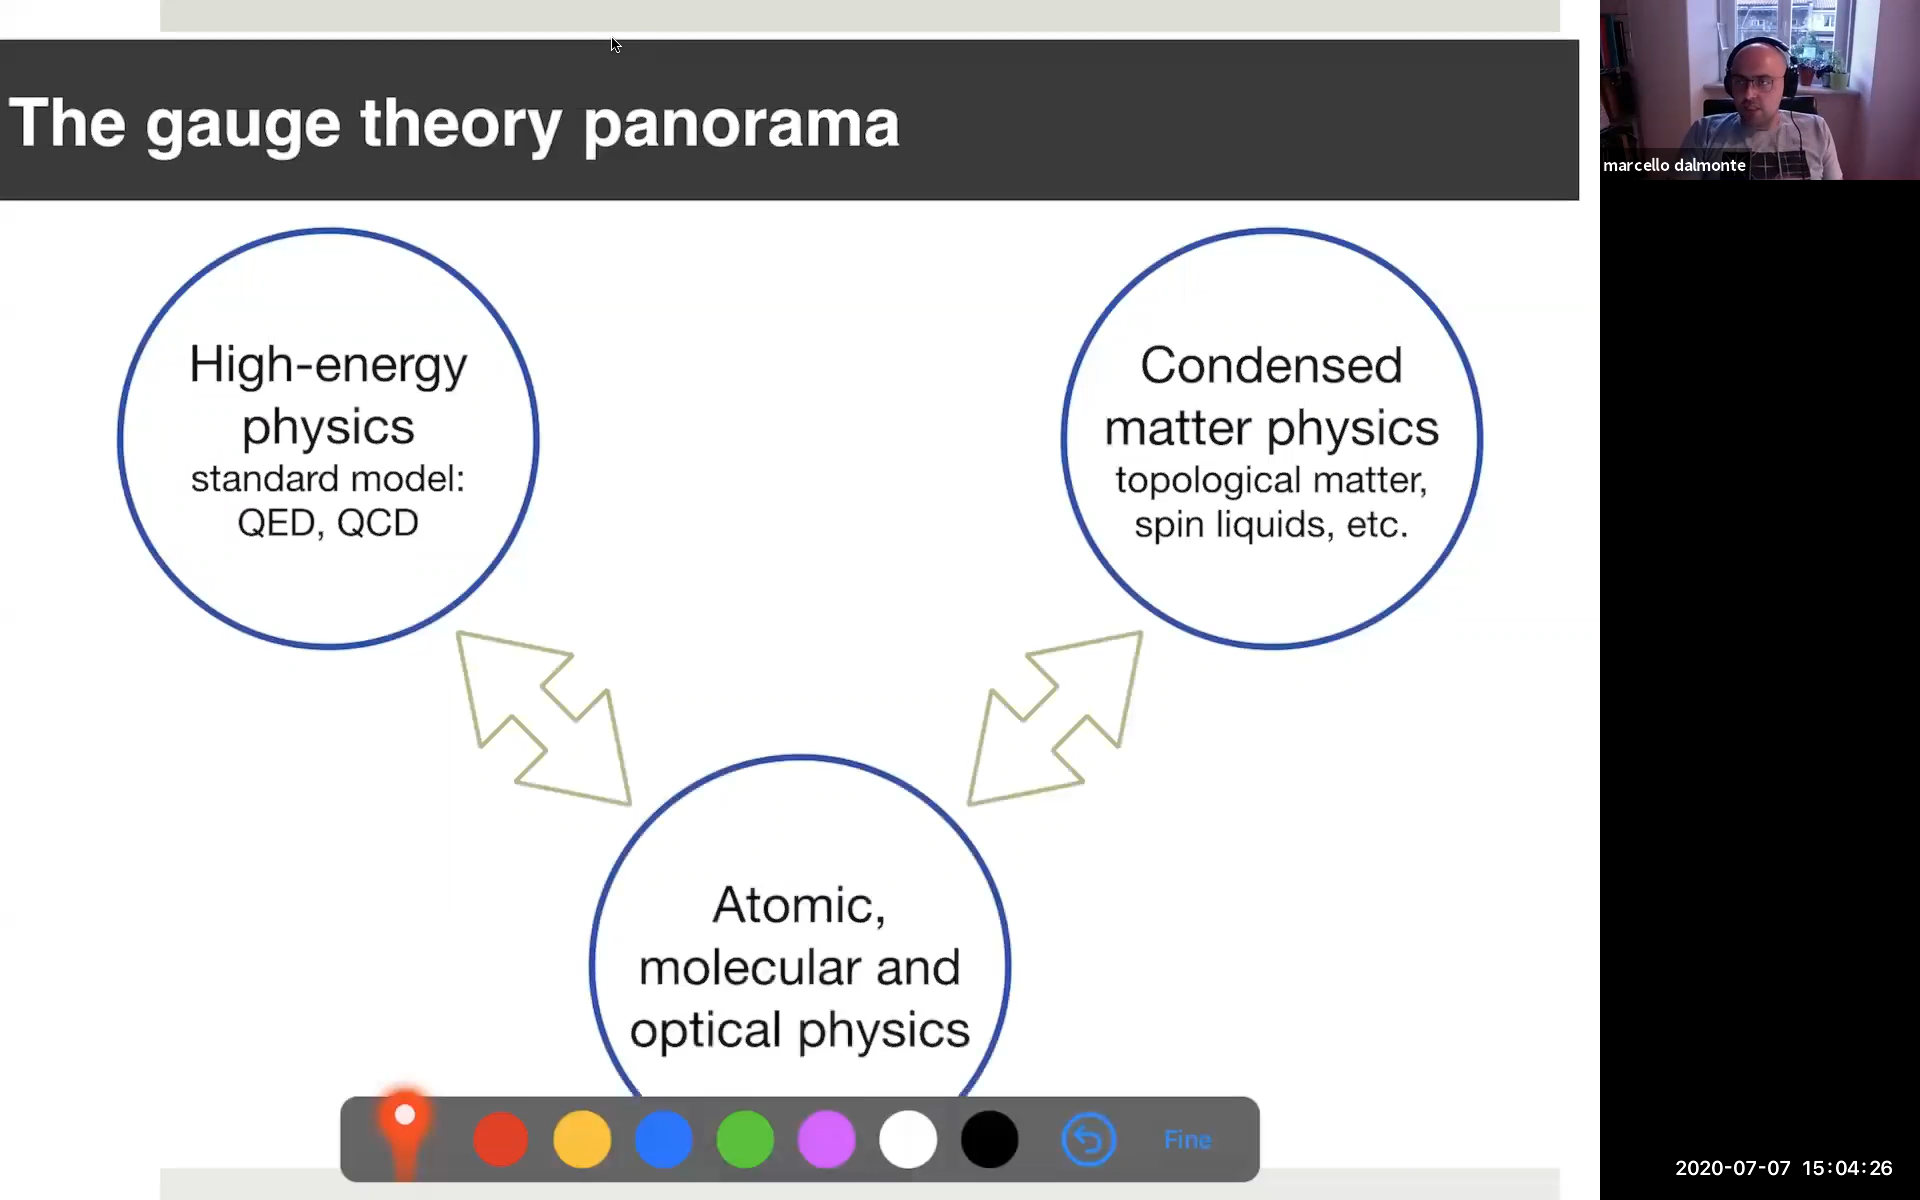 The gauge theory panorama
High-energy
physics
standard model:
QED, QCD
Condensed
matter physics
topological matter,
spin liquids, etc.
Atomic,
molecular and
optical physics
Fine
marcello dalmonte
2020-07-07 15:04:26